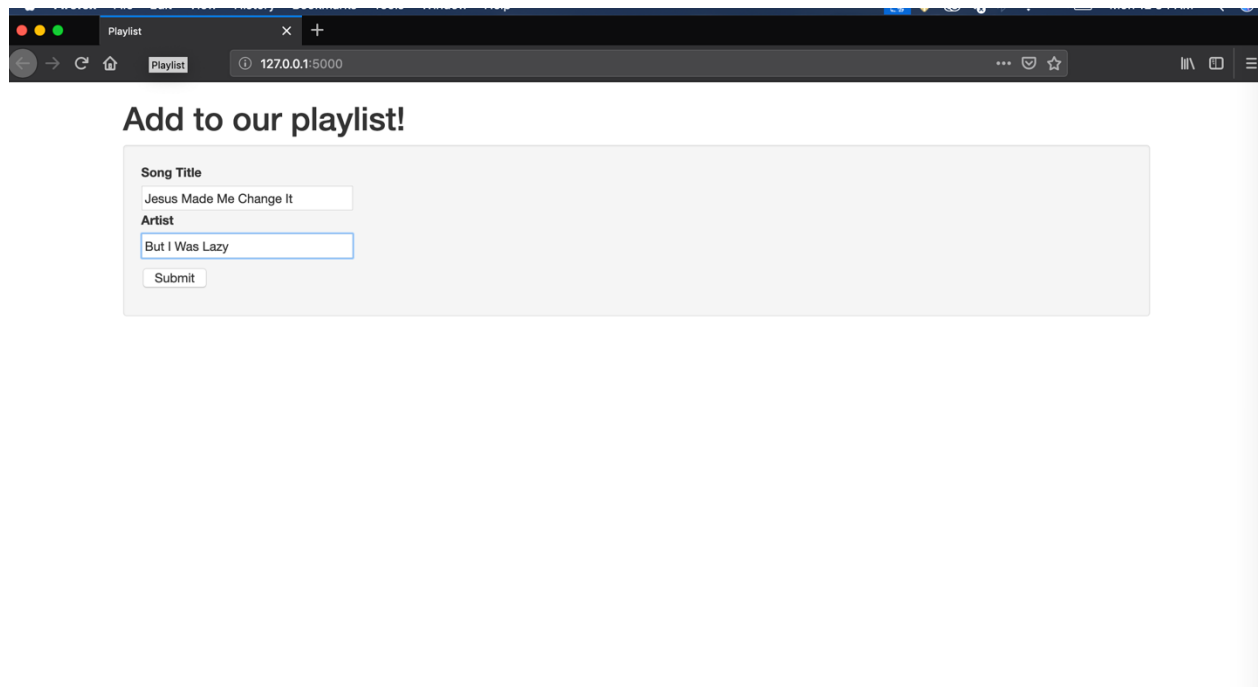 Playlist
Playlist
127.0.0.1:5000
Add to our playlist!
Song Title
Jesus Made Me Change It
Artist
But I Was Lazy
Submit